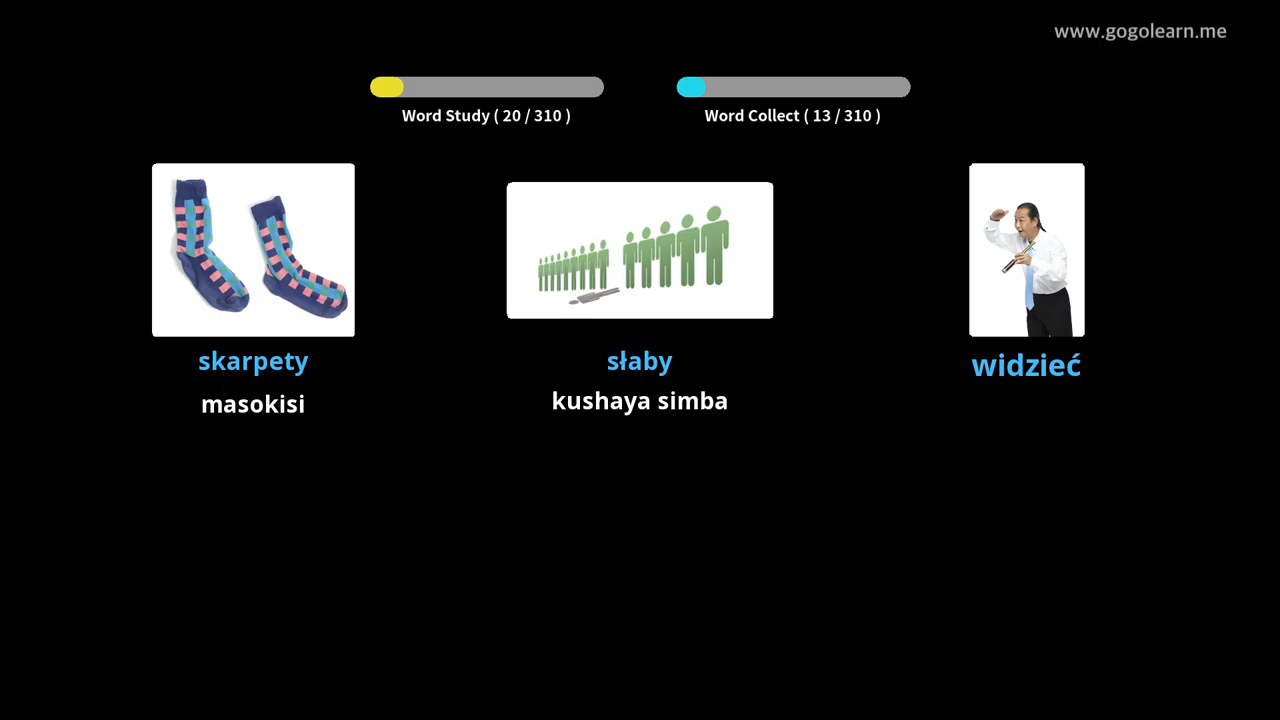 www.gogolearn.me
Word Study ( 20 / 310 )
Word Collect ( 13 / 310 )
skarpety
słaby
widzieć
masokisi
kushaya simba